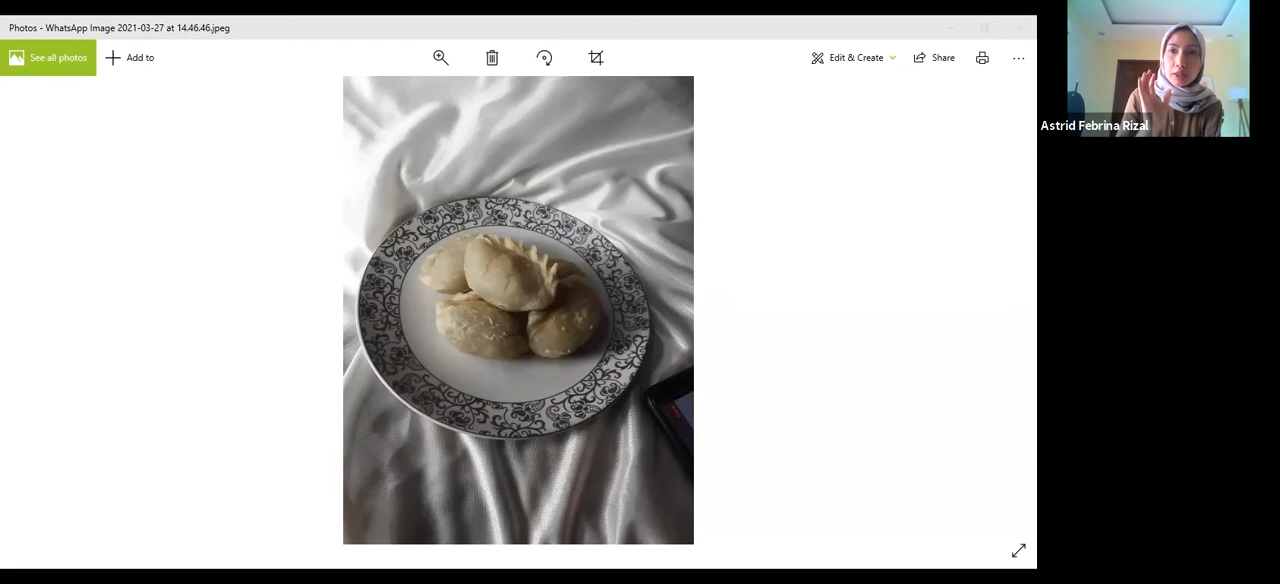 Photos - WhatsApp Image 2021-03-27 at 14.46.46.jpeg
See all photos
Add to
Edit & Create
Share
Astrid Febrina Rizal